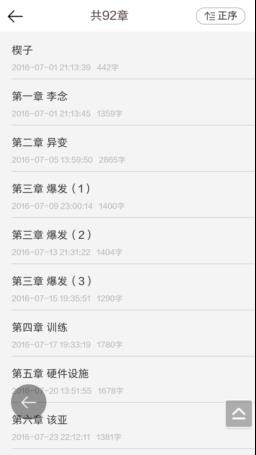 共92章
正序
楔子
2016-07-01 21:13:39 442字
第一章 李念
2016-07-01 21:13:45 1359字
第二章 异变
2016-07-05 13:59:50 2865字
第三章 爆发（1）
2016-07-09 23:00:14 1400字
第三章 爆发（2）
2016-07-13 21:31:22 1404字
第三章 爆发（3）
2016-07-15 19:35:51 1290字
第四章 训练
2016-07-17 19:33:19 1780字
第五章 硬件设施
2016-07-20 13:51:55 1678字
第六章 该亚
2016-07-23 22:12:11 1381字